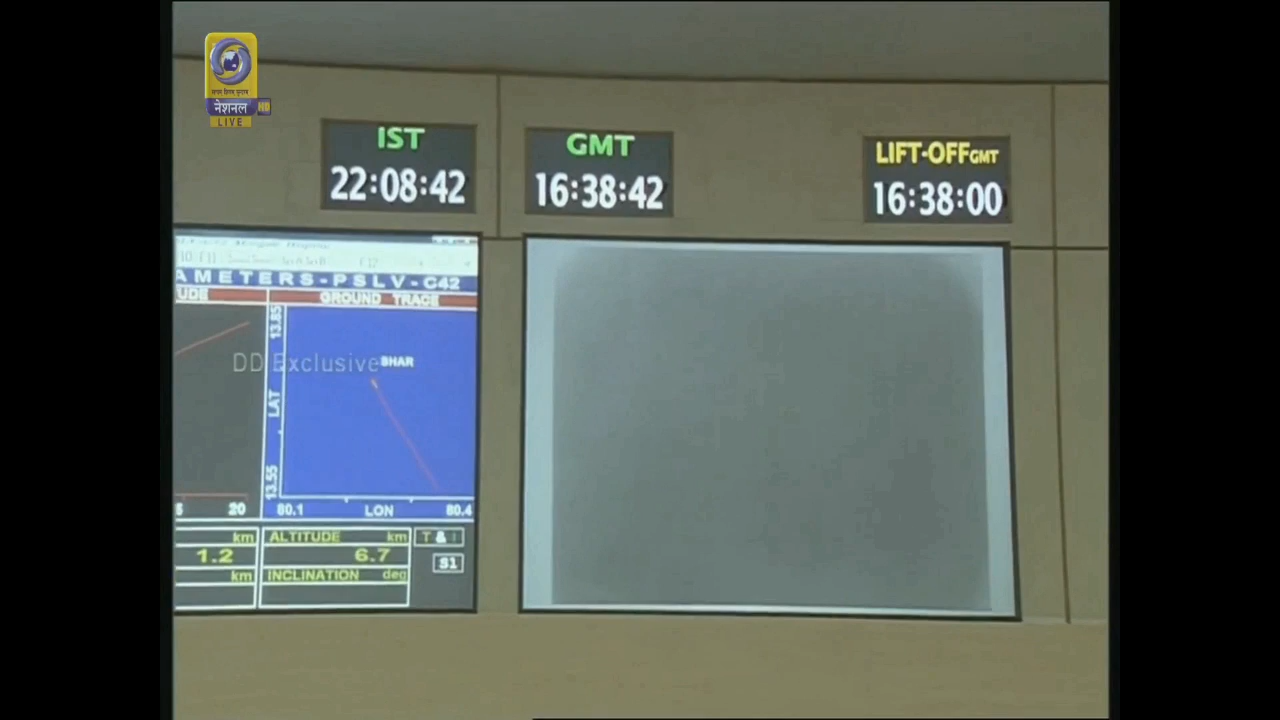 नेशनल HD
LIVE
IST
22:08:42
GMT
16:38:42
LIFT-OFF GMT
16:38:00
AMETERS-PSLV-C42
UDE
GROUND TRACE
13.85
DD Exclusive
SHAR
LAT
13.55
20
80.1
LON
80.4
km
ALTITUDE km
T &
1.2
6.7
S1
km
INCLINATION deg